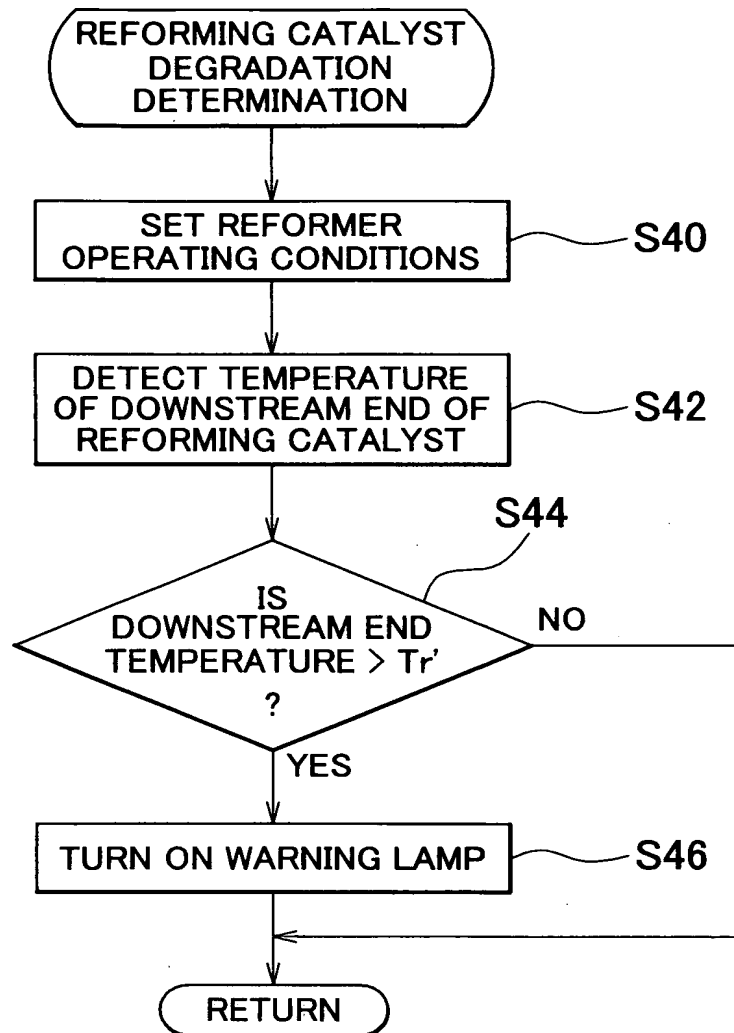 REFORMING CATALYST
DEGRADATION
DETERMINATION
SET REFORMER
OPERATING CONDITIONS
S40
DETECT TEMPERATURE
OF DOWNSTREAM END OF
REFORMING CATALYST
S42
S44
IS
DOWNSTREAM END
TEMPERATURE > Tr'
?
NO
YES
TURN ON WARNING LAMP
S46
RETURN